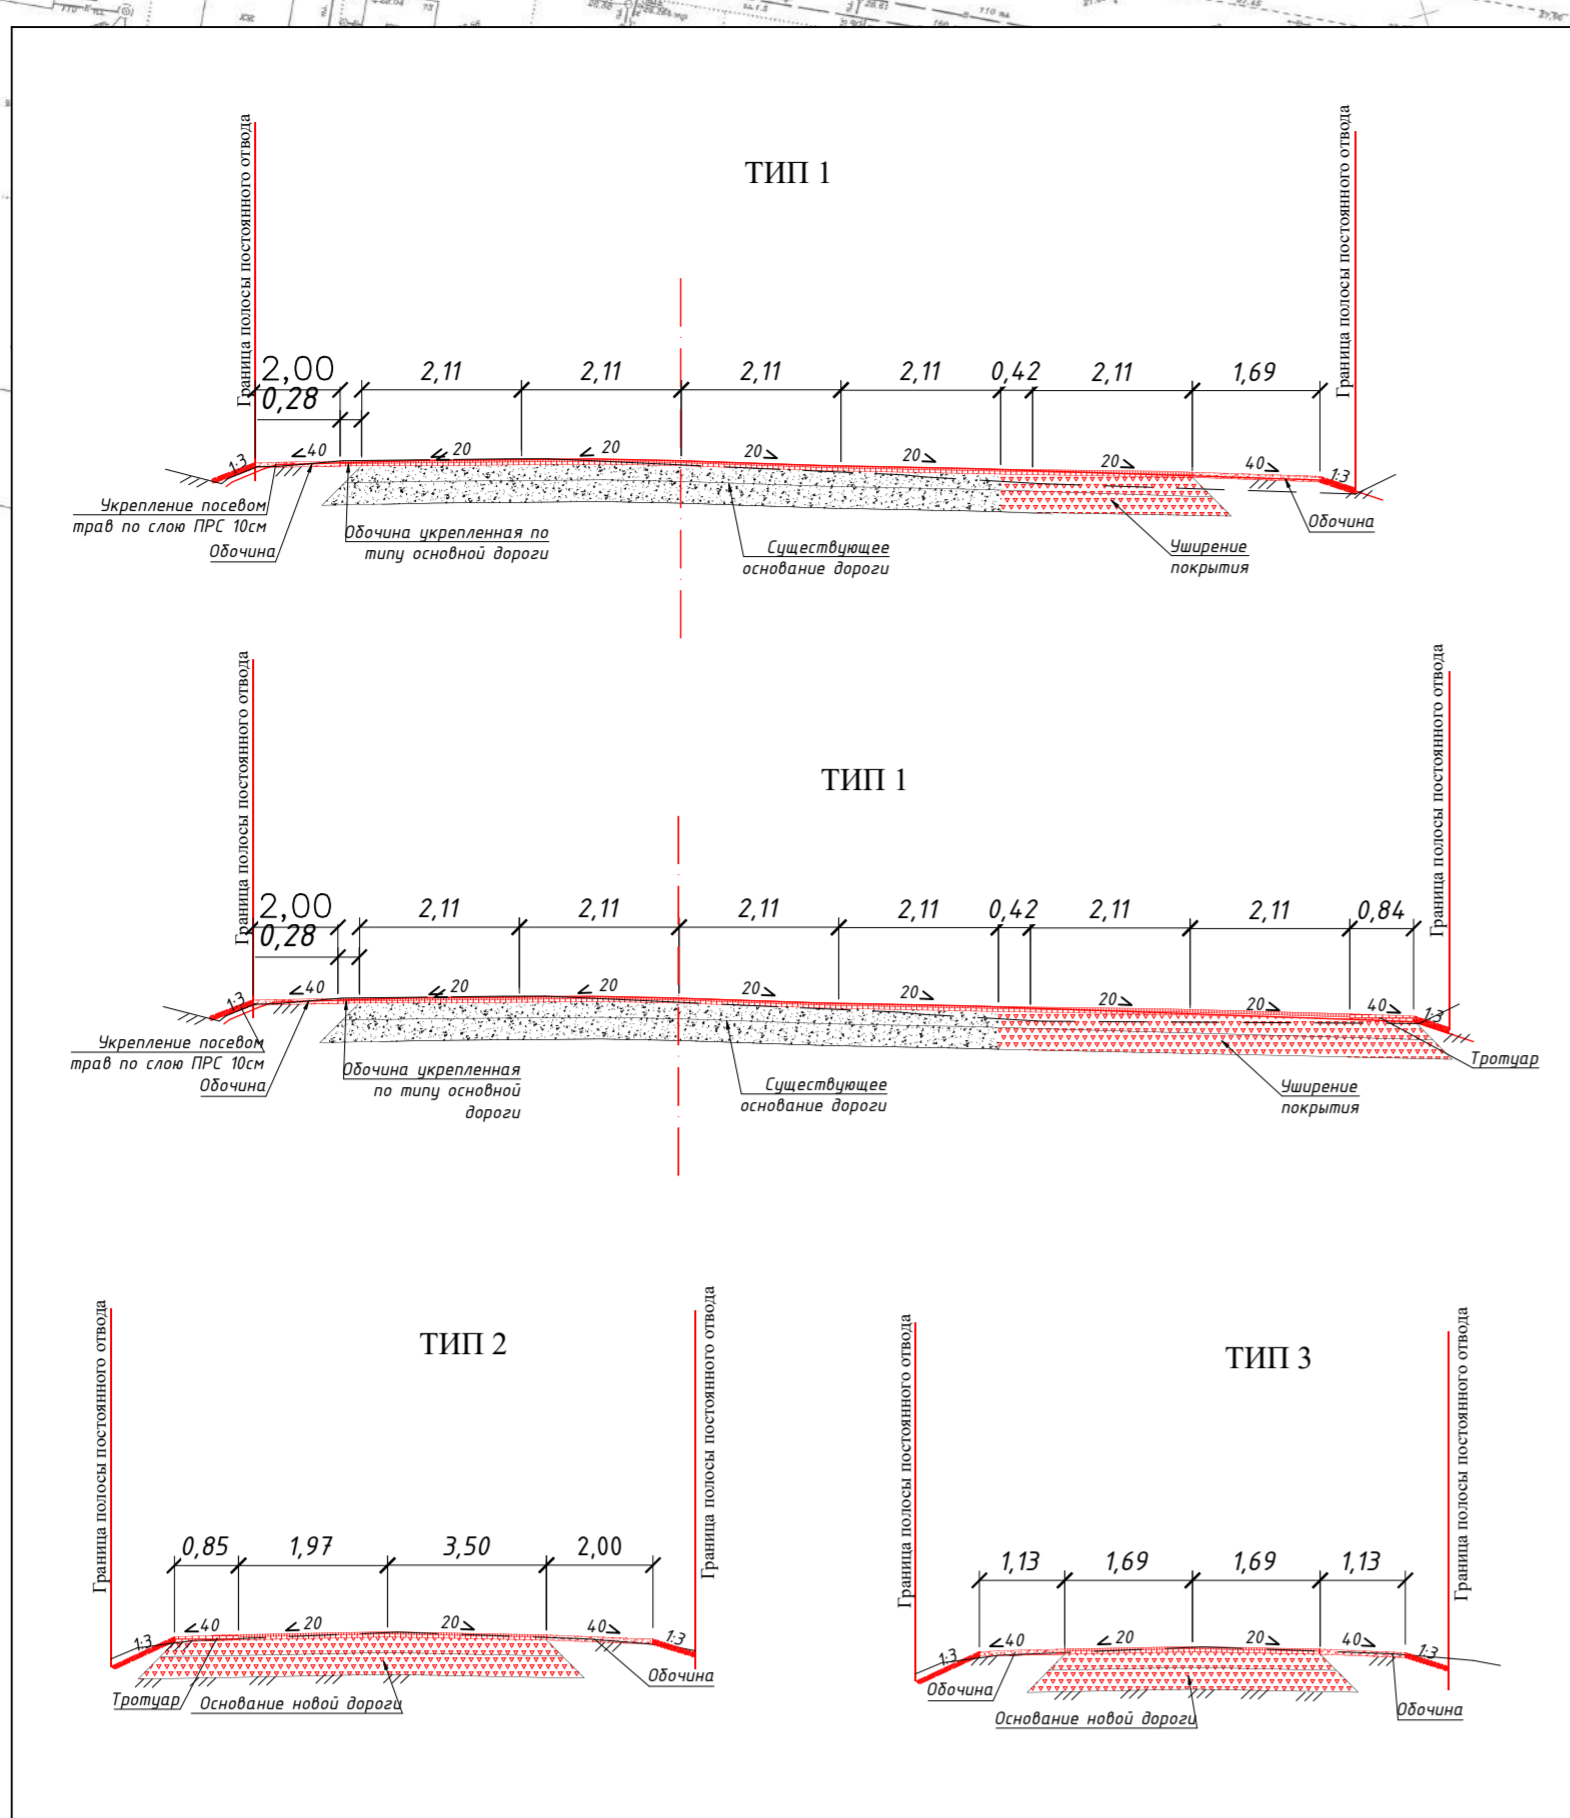 ТИП 1
Граница полосы постоянного отвода
Граница полосы постоянного отвода
2,00
2,11
2,11
2,11
2,11
0,42
2,11
1,69
0,28
1:3
40
20
20
20
20
20
40
1:3
Укрепление посевом
трав по слою ПРС 10см
Обочина
Обочина укрепленная по
типу основной дороги
Существующее
основание дороги
Уширение
покрытия
Обочина
ТИП 1
Граница полосы постоянного отвода
Граница полосы постоянного отвода
2,00
2,11
2,11
2,11
2,11
0,42
2,11
2,11
0,84
0,28
1:3
40
20
20
20
20
20
20
40
1:3
Укрепление посевом
трав по слою ПРС 10см
Обочина
Обочина укрепленная
по типу основной
дороги
Существующее
основание дороги
Уширение
покрытия
Тротуар
ТИП 2
Граница полосы постоянного отвода
Граница полосы постоянного отвода
0,85
1,97
3,50
2,00
1:3
40
20
20
40
1:3
Тротуар
Основание новой дороги
Обочина
ТИП 3
Граница полосы постоянного отвода
Граница полосы постоянного отвода
1,13
1,69
1,69
1,13
1:3
40
20
20
40
1:3
Обочина
Основание новой дороги
Обочина